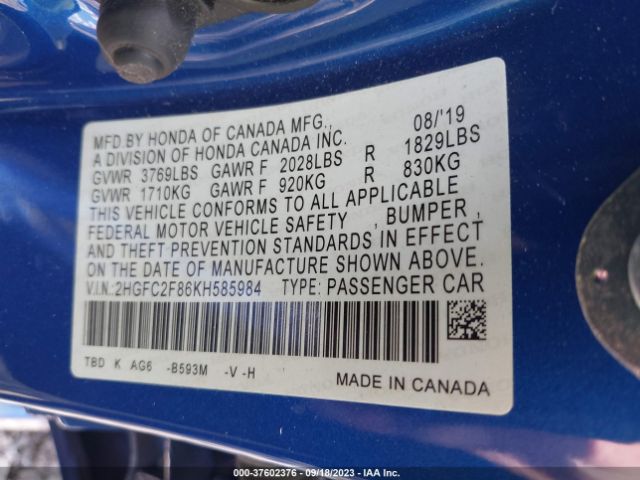 MFD.BY HONDA OF CANADA MFG., 08/'19
A DIVISION OF HONDA CANADA INC.
GVWR 3769LBS GAWR F 2028LBS R 1829LBS
GVWR 1710KG GAWR F 920KG R 830KG
THIS VEHICLE CONFORMS TO ALL APPLICABLE
FEDERAL MOTOR VEHICLE SAFETY , BUMPER ,
AND THEFT PREVENTION STANDARDS IN EFFECT
ON THE DATE OF MANUFACTURE SHOWN ABOVE.
V.I.N: 2HGFC2F86KH585984 TYPE: PASSENGER CAR
TBD K AG6 -B593M -V -H
MADE IN CANADA
000-37602376 - 09/18/2023 - IAA Inc.